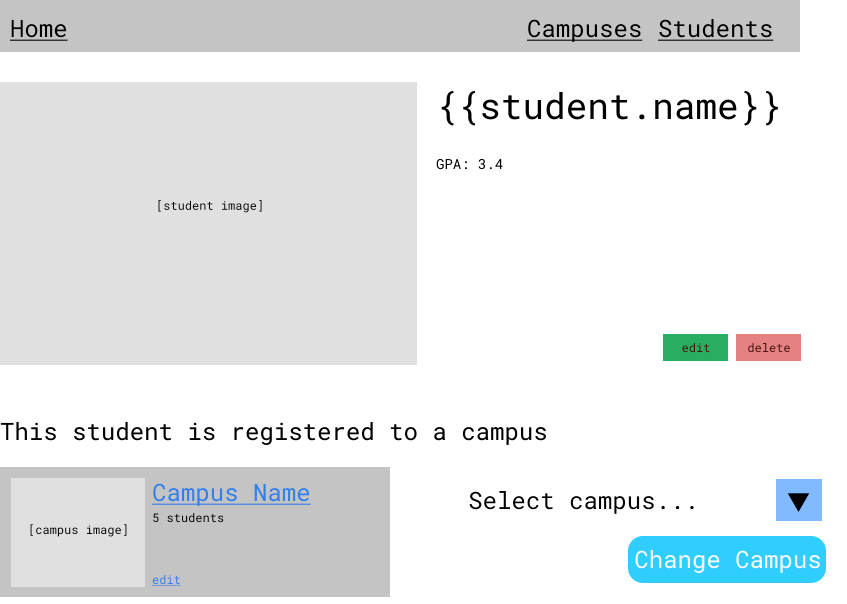 Home Campuses Students
{{student.name}}
GPA: 3.4
[student image]
edit delete
This student is registered to a campus
Campus Name
5 students
[campus image]
edit
Select campus... ▼
Change Campus